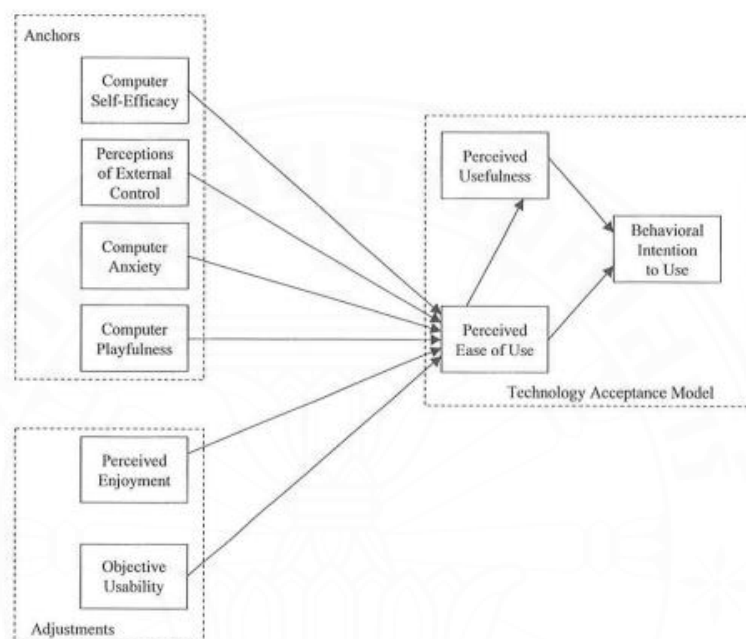 Anchors
Computer
Self-Efficacy
Perceptions
of External
Control
Computer
Anxiety
Computer
Playfulness
Perceived
Usefulness
Behavioral
Intention
to Use
Perceived
Ease of Use
Technology Acceptance Model
Perceived
Enjoyment
Objective
Usability
Adjustments